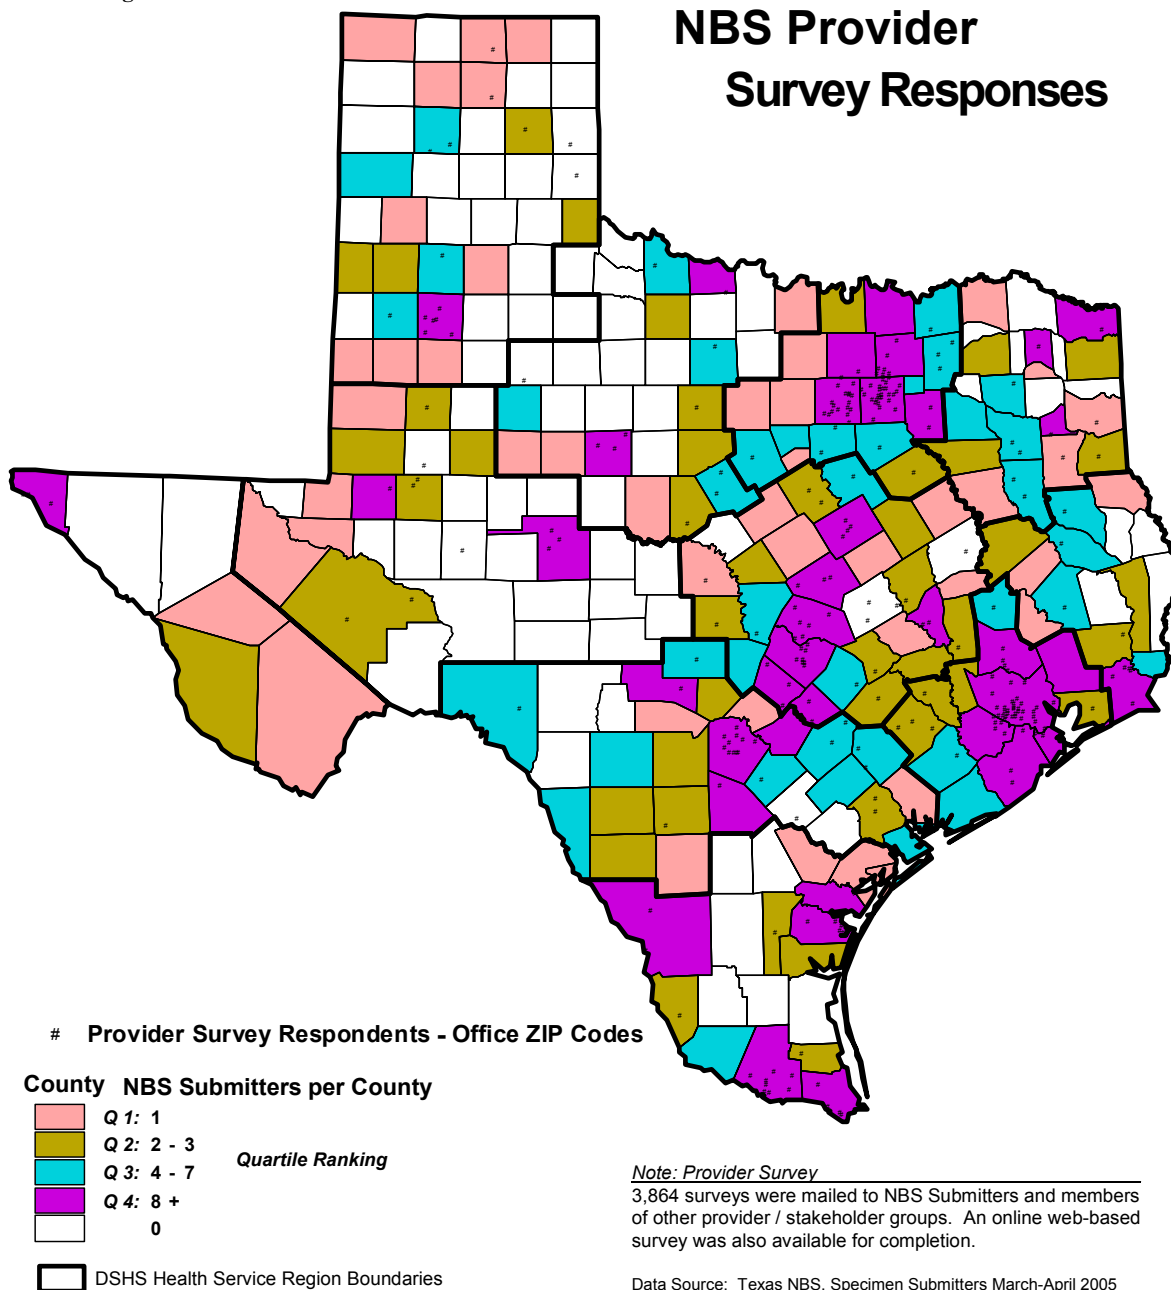 NBS Provider
Survey Responses
# Provider Survey Respondents - Office ZIP Codes
County NBS Submitters per County
Q 1: 1
Q 2: 2 - 3
Quartile Ranking
Q 3: 4 - 7
Q 4: 8 +
0
DSHS Health Service Region Boundaries
Note: Provider Survey
3,864 surveys were mailed to NBS Submitters and members
of other provider / stakeholder groups. An online web-based
survey was also available for completion.
Data Source: Texas NBS, Specimen Submitters March-April 2005